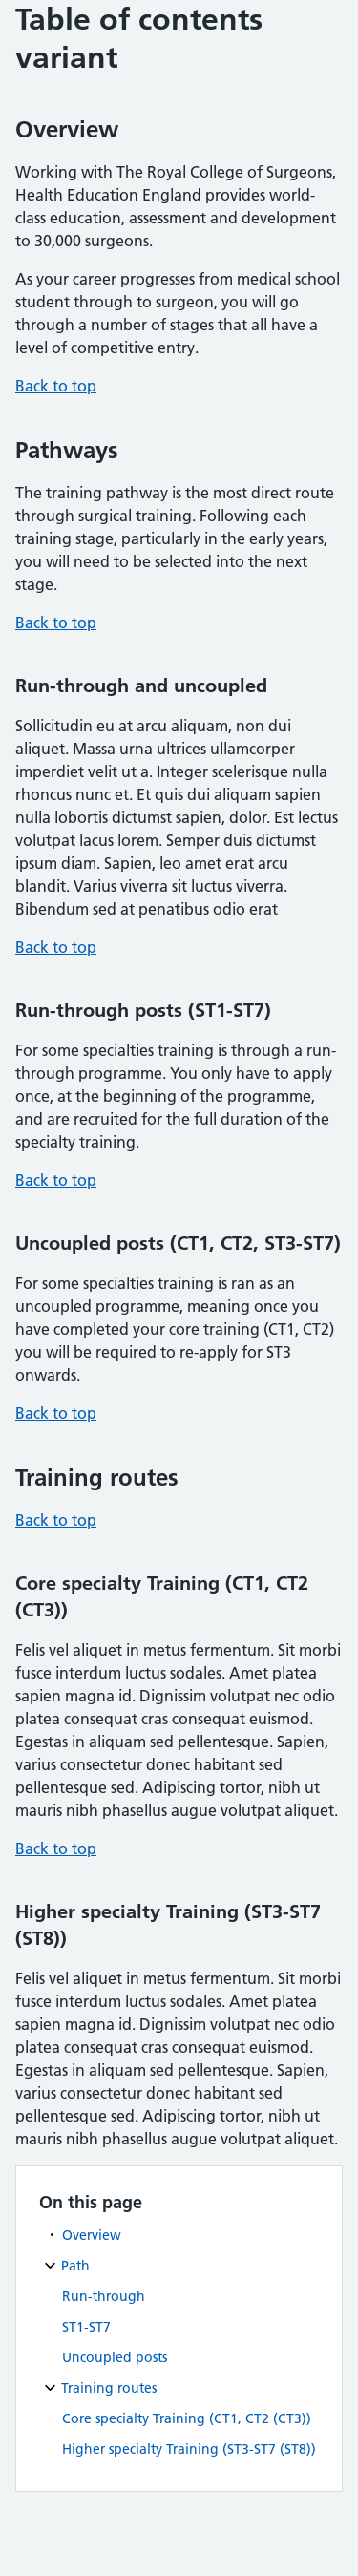 Table of contents
variant
Overview
Working with The Royal College of Surgeons,
Health Education England provides world-
class education, assessment and development
to 30,000 surgeons.
As your career progresses from medical school
student through to surgeon, you will go
through a number of stages that all have a
level of competitive entry.
Back to top
Pathways
The training pathway is the most direct route
through surgical training. Following each
training stage, particularly in the early years,
you will need to be selected into the next
stage.
Back to top
Run-through and uncoupled
Sollicitudin eu at arcu aliquam, non dui
aliquet. Massa urna ultrices ullamcorper
imperdiet velit ut a. Integer scelerisque nulla
rhoncus nunc et. Et quis dui aliquam sapien
nulla lobortis dictumst sapien, dolor. Est lectus
volutpat lacus lorem. Semper duis dictumst
ipsum diam. Sapien, leo amet erat arcu
blandit. Varius viverra sit luctus viverra.
Bibendum sed at penatibus odio erat
Back to top
Run-through posts (ST1-ST7)
For some specialties training is through a run-
through programme. You only have to apply
once, at the beginning of the programme,
and are recruited for the full duration of the
specialty training.
Back to top
Uncoupled posts (CT1, CT2, ST3-ST7)
For some specialties training is ran as an
uncoupled programme, meaning once you
have completed your core training (CT1, CT2)
you will be required to re-apply for ST3
onwards.
Back to top
Training routes
Back to top
Core specialty Training (CT1, CT2
(CT3))
Felis vel aliquet in metus fermentum. Sit morbi
fusce interdum luctus sodales. Amet platea
sapien magna id. Dignissim volutpat nec odio
platea consequat cras consequat euismod.
Egestas in aliquam sed pellentesque. Sapien,
varius consectetur donec habitant sed
pellentesque sed. Adipiscing tortor, nibh ut
mauris nibh phasellus augue volutpat aliquet.
Back to top
Higher specialty Training (ST3-ST7
(ST8))
Felis vel aliquet in metus fermentum. Sit morbi
fusce interdum luctus sodales. Amet platea
sapien magna id. Dignissim volutpat nec odio
platea consequat cras consequat euismod.
Egestas in aliquam sed pellentesque. Sapien,
varius consectetur donec habitant sed
pellentesque sed. Adipiscing tortor, nibh ut
mauris nibh phasellus augue volutpat aliquet.
On this page
Overview
Path
Run-through
ST1-ST7
Uncoupled posts
Training routes
Core specialty Training (CT1, CT2 (CT3))
Higher specialty Training (ST3-ST7 (ST8))